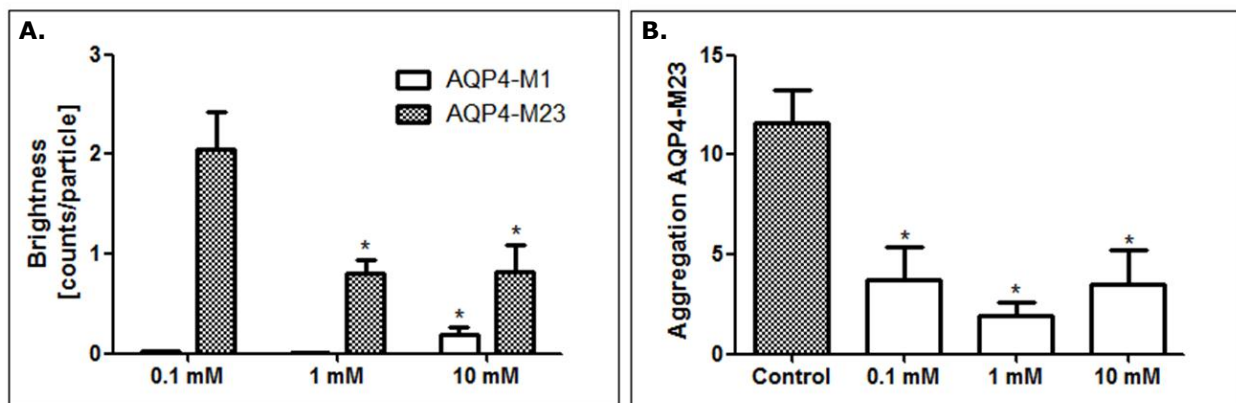 A.
3
2
1
0
Brightness
[counts/particle]
AQP4-M1
AQP4-M23
*
*
*
0.1 mM
1 mM
10 mM
B.
15
10
5
0
Aggregation AQP4-M23
*
*
*
Control
0.1 mM
1 mM
10 mM